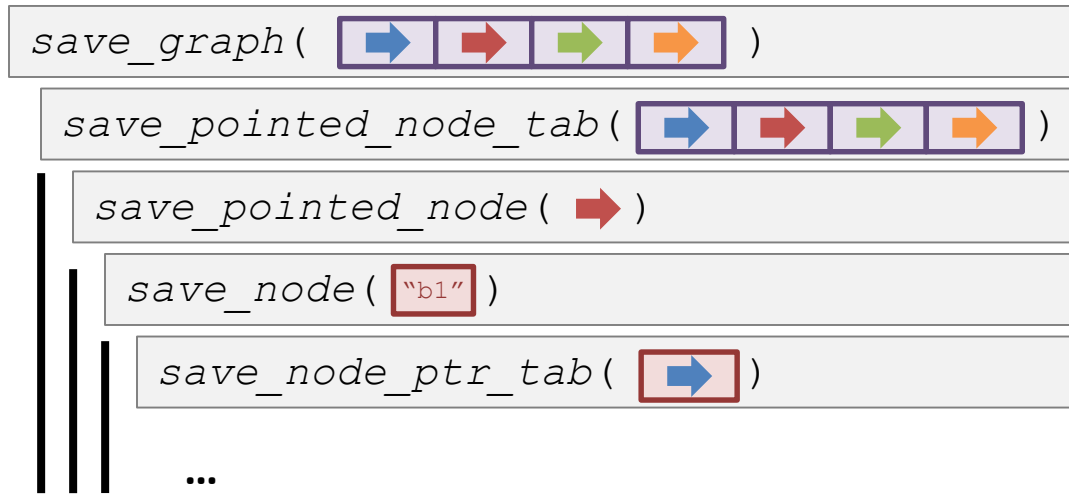 save_graph( )
save_pointed_node_tab( )
save_pointed_node( )
save_node( “b1” )
save_node_ptr_tab( )
…